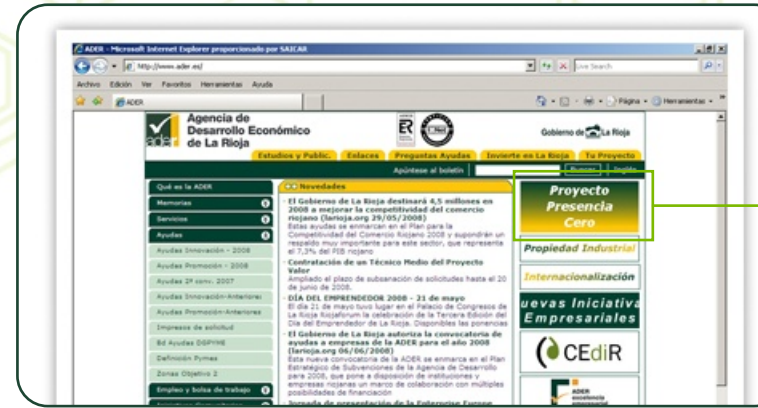 ADER - Microsoft Internet Explorer proporcionado por SAICAR
http://www.ader.es/
Live Search
Archivo Edición Ver Favoritos Herramientas Ayuda
ADER
Página Herramientas
ader
Agencia de
Desarrollo Económico
de La Rioja
ER
Gobierno de La Rioja
Estudios y Public. Enlaces Preguntas Ayudas Invierte en La Rioja Tu Proyecto
Apúntese al boletín Buscar Inglés
Qué es la ADER
Memorias
Servicios
Ayudas
Ayudas Innovación - 2008
Ayudas Promoción - 2008
Ayudas 2ª conv. 2007
Ayudas Innovación-Anteriores
Ayudas Promoción-Anteriores
Impresos de solicitud
Bd Ayudas DGPYME
Definición Pymes
Zonas Objetivo 2
Empleo y bolsa de trabajo
Novedades
· El Gobierno de La Rioja destinará 4,5 millones en
2008 a mejorar la competitividad del comercio
riojano (larioja.org 29/05/2008)
Estas ayudas se enmarcan en el Plan para la
Competitividad del Comercio Riojano 2008 y supondrán un
respaldo muy importante para este sector, que representa
el 7,3% del PIB riojano
· Contratación de un Técnico Medio del Proyecto
Valor
Ampliado el plazo de subsanación de solicitudes hasta el 20
de junio de 2008.
· DÍA DEL EMPRENDEDOR 2008 - 21 de mayo
El día 21 de mayo tuvo lugar en el Palacio de Congresos de
La Rioja Riojaforum la celebración de la Tercera Edición del
Día del Emprendedor de La Rioja. Disponibles las ponencias
· El Gobierno de La Rioja autoriza la convocatoria de
ayudas a empresas de la ADER para el año 2008
(larioja.org 06/06/2008)
Esta nueva convocatoria de la ADER se enmarca en el Plan
Estratégico de Subvenciones de la Agencia de Desarrollo
para 2008, que pone a disposición de instituciones y
empresas riojanas un marco de colaboración con múltiples
posibilidades de financiación
· Jornada de presentación de la Enterprise Europe
Proyecto
Presencia
Cero
Propiedad Industrial
Internacionalización
uevas Iniciativa
Empresariales
CEdiR
ADER
excelencia
empresarial